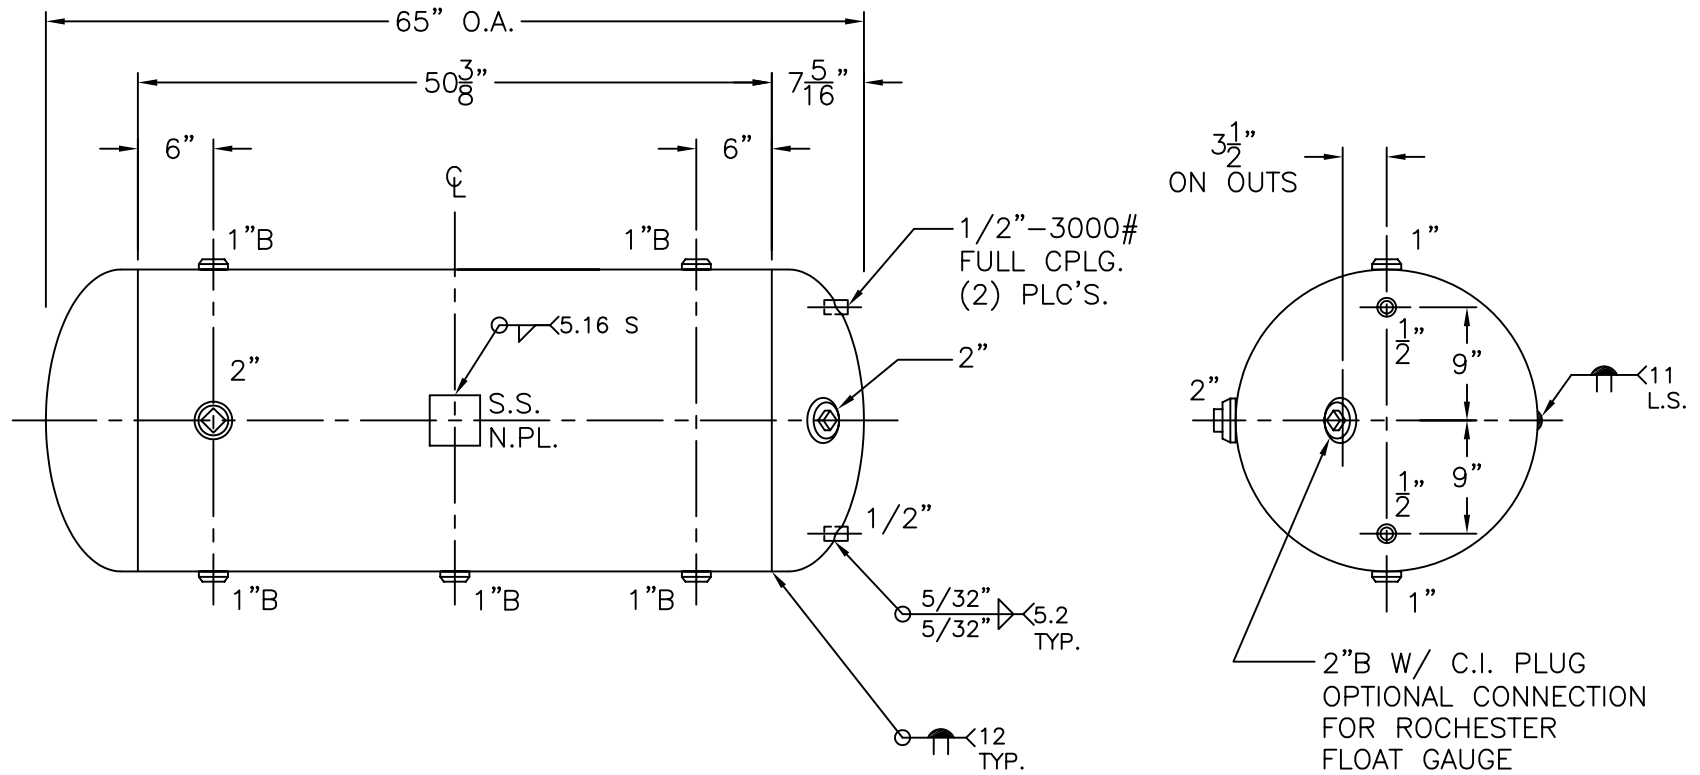 65” O.A.
50 3/8”
7 5/16”
6”
6”
℄
3 1/2”
ON OUTS
1”B
1”B
1/2”-3000#
FULL CPLG.
(2) PLC'S.
1”
5.16 S
2”
2”
1/2”
9”
2”
11
L.S.
S.S.
N.PL.
1/2”
1/2”
9”
1”B
1”B
1”B
5/32”
5/32”
5.2
TYP.
1”
12
TYP.
2”B W/ C.I. PLUG
OPTIONAL CONNECTION
FOR ROCHESTER
FLOAT GAUGE